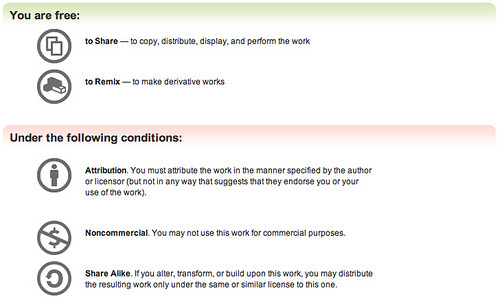 You are free:
to Share — to copy, distribute, display, and perform the work
to Remix — to make derivative works
Under the following conditions:
Attribution. You must attribute the work in the manner specified by the author
or licensor (but not in any way that suggests that they endorse you or your
use of the work).
Noncommercial. You may not use this work for commercial purposes.
Share Alike. If you alter, transform, or build upon this work, you may distribute
the resulting work only under the same or similar license to this one.